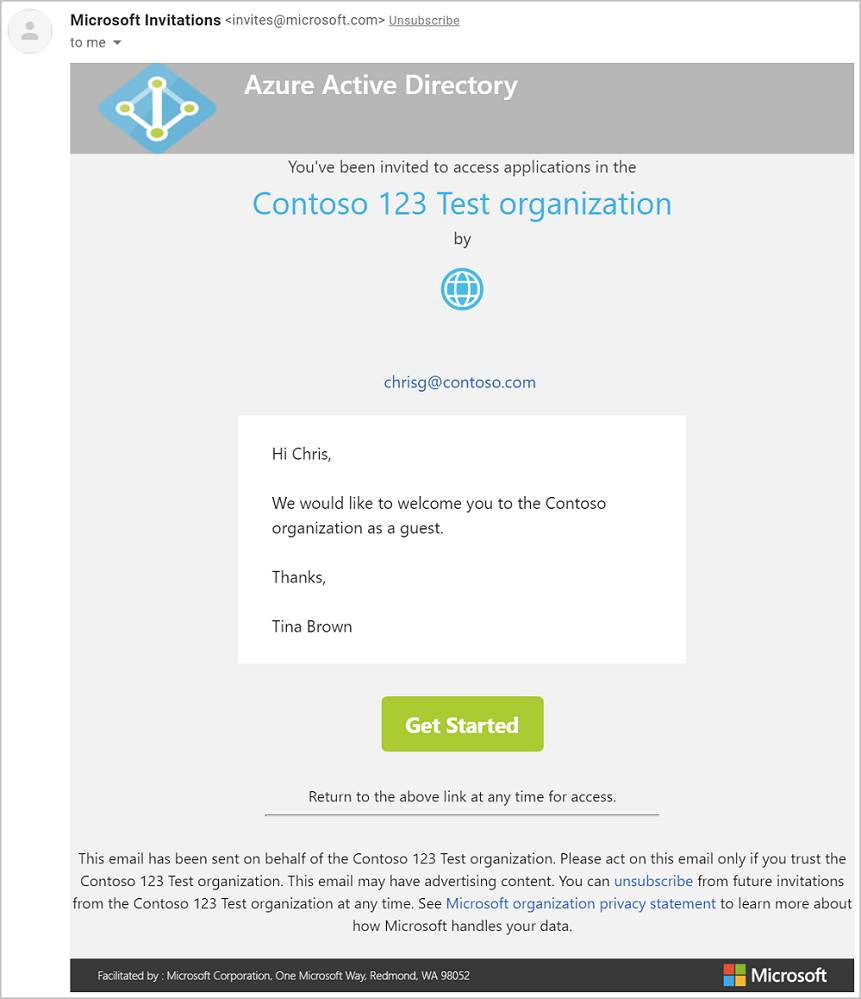 Microsoft Invitations <invites@microsoft.com> Unsubscribe
to me
Azure Active Directory
You've been invited to access applications in the
Contoso 123 Test organization
by
chrisg@contoso.com
Hi Chris,
We would like to welcome you to the Contoso
organization as a guest.
Thanks,
Tina Brown
Get Started
Return to the above link at any time for access.
This email has been sent on behalf of the Contoso 123 Test organization. Please act on this email only if you trust the
Contoso 123 Test organization. This email may have advertising content. You can unsubscribe from future invitations
from the Contoso 123 Test organization at any time. See Microsoft organization privacy statement to learn more about
how Microsoft handles your data.
Facilitated by : Microsoft Corporation, One Microsoft Way, Redmond, WA 98052
Microsoft